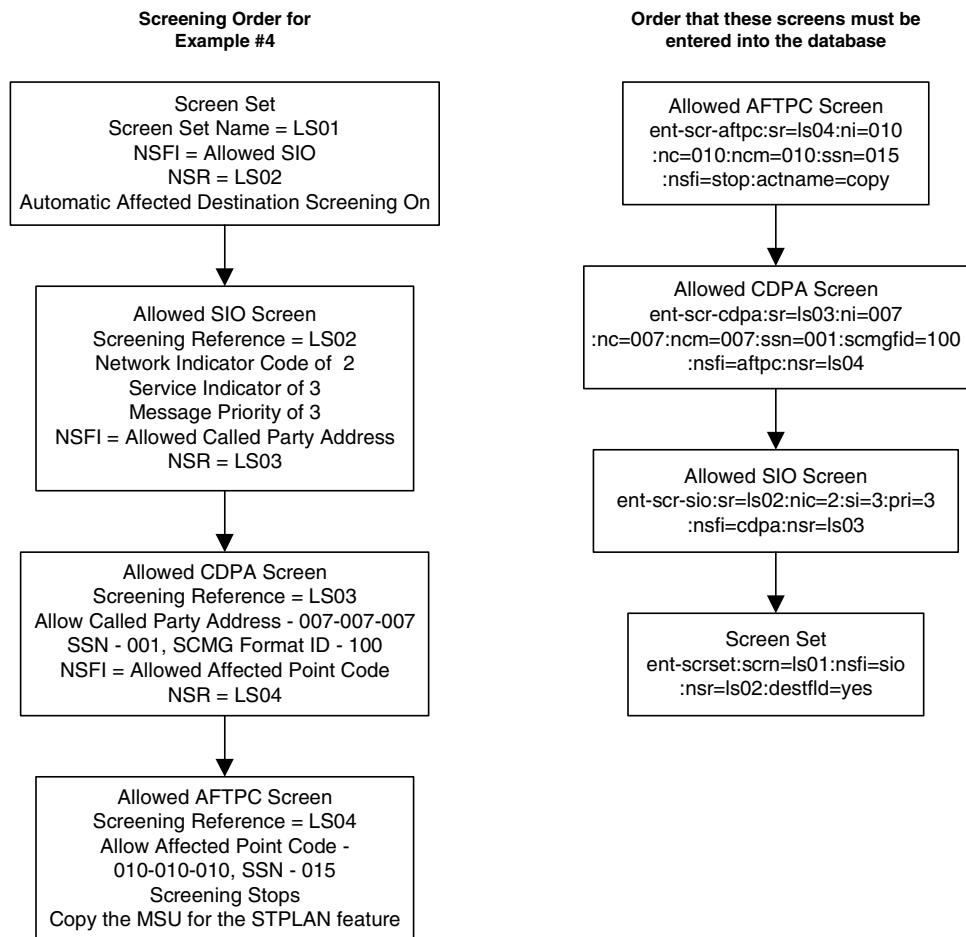 Screening Order for
Example #4
Screen Set
Screen Set Name = LS01
NSFI = Allowed SIO
NSR = LS02
Automatic Affected Destination Screening On
Allowed SIO Screen
Screening Reference = LS02
Network Indicator Code of 2
Service Indicator of 3
Message Priority of 3
NSFI = Allowed Called Party Address
NSR = LS03
Allowed CDPA Screen
Screening Reference = LS03
Allow Called Party Address - 007-007-007
SSN - 001, SCMG Format ID - 100
NSFI = Allowed Affected Point Code
NSR = LS04
Allowed AFTPC Screen
Screening Reference = LS04
Allow Affected Point Code -
010-010-010, SSN - 015
Screening Stops
Copy the MSU for the STPLAN feature
Order that these screens must be
entered into the database
Allowed AFTPC Screen
ent-scr-aftpc:sr=ls04:ni=010
:nc=010:ncm=010:ssn=015
:nsfi=stop:actname=copy
Allowed CDPA Screen
ent-scr-cdpa:sr=ls03:ni=007
:nc=007:ncm=007:ssn=001:scmgfid=100
:nsfi=aftpc:nsr=ls04
Allowed SIO Screen
ent-scr-sio:sr=ls02:nic=2:si=3:pri=3
:nsfi=cdpa:nsr=ls03
Screen Set
ent-scrset:scrn=ls01:nsfi=sio
:nsr=ls02:destfld=yes